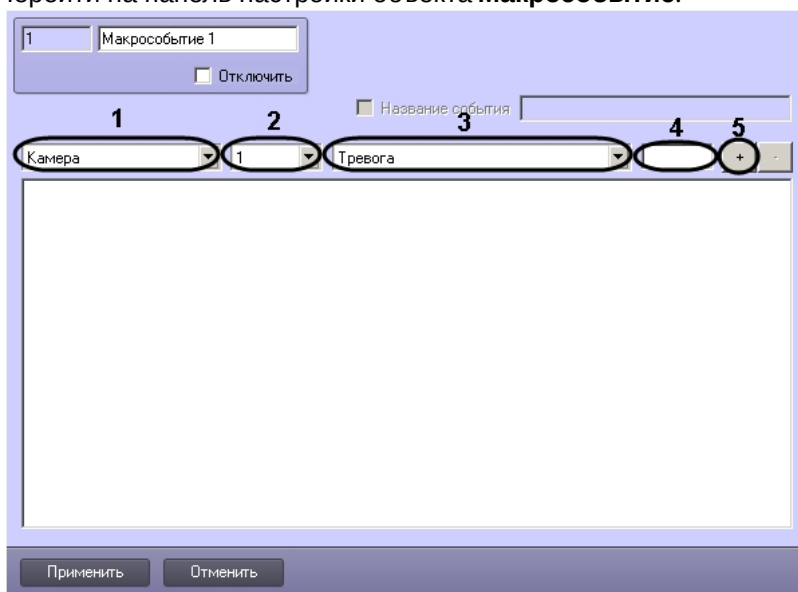 перейти на панель настройки объекта Макрособытие.
1 Макрособытие 1
Отключить
Название события
1 2 3 4 5
Камера 1 Тревога + -
Применить Отменить